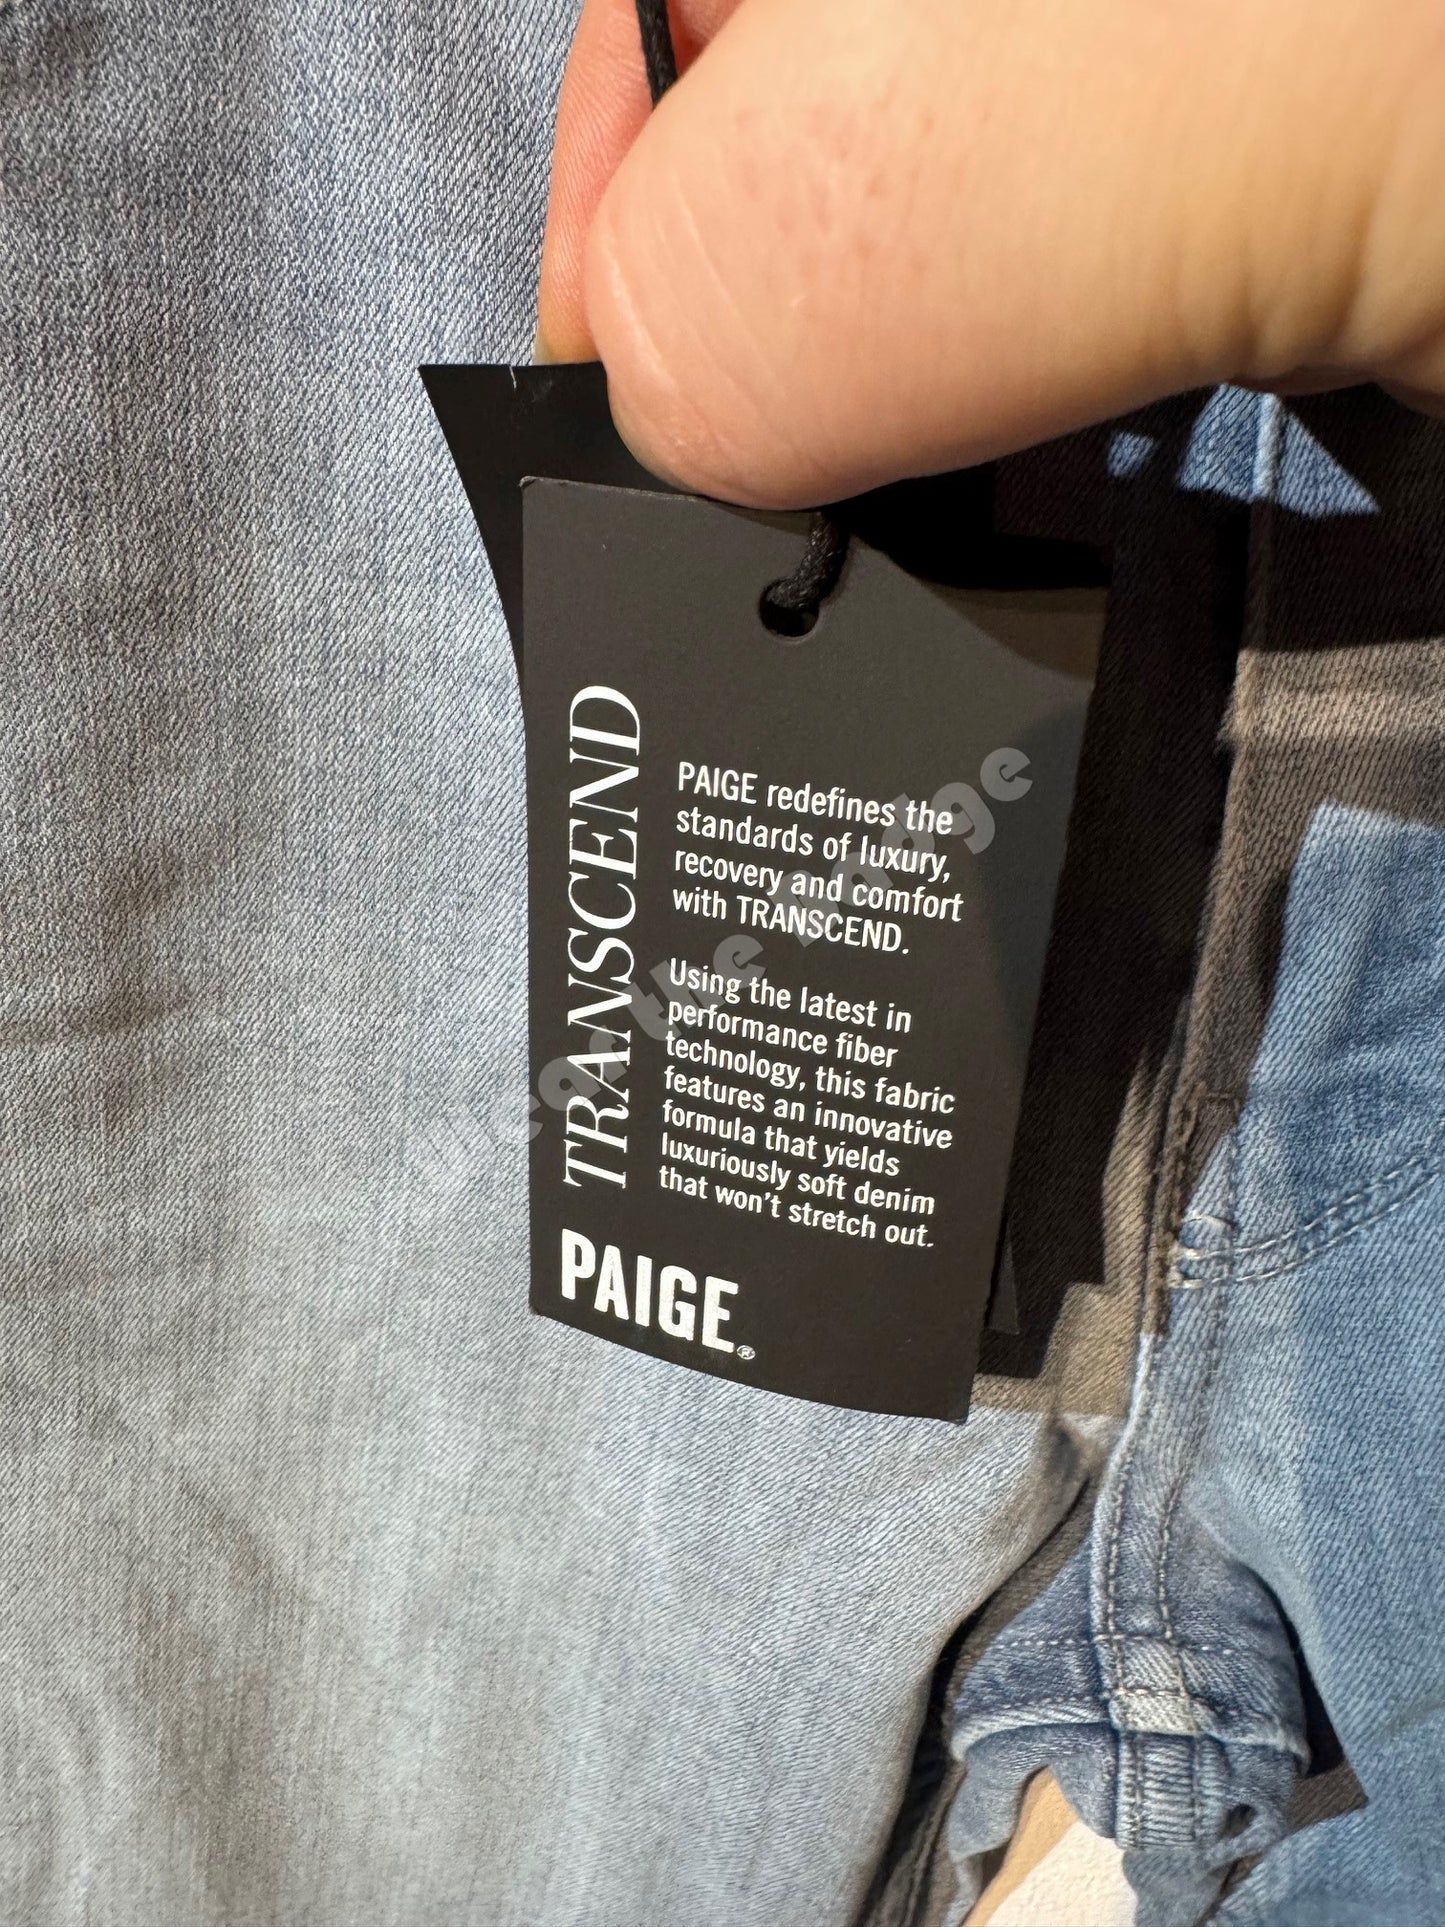 TRANSCEND
PAIGE redefines the
standards of luxury,
recovery and comfort
with TRANSCEND.
Using the latest in
performance fiber
technology, this fabric
features an innovative
formula that yields
luxuriously soft denim
that won't stretch out.
PAIGE®